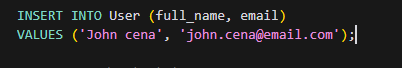 INSERT INTO User (full_name, email)
VALUES ('John cena', 'john.cena@email.com');